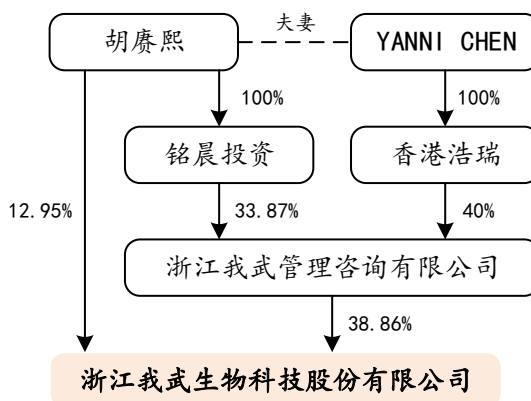 胡赓熙
夫妻
YANNI CHEN
100%
100%
铭晨投资
香港浩瑞
12.95%
33.87%
40%
浙江我武管理咨询有限公司
38.86%
浙江我武生物科技股份有限公司